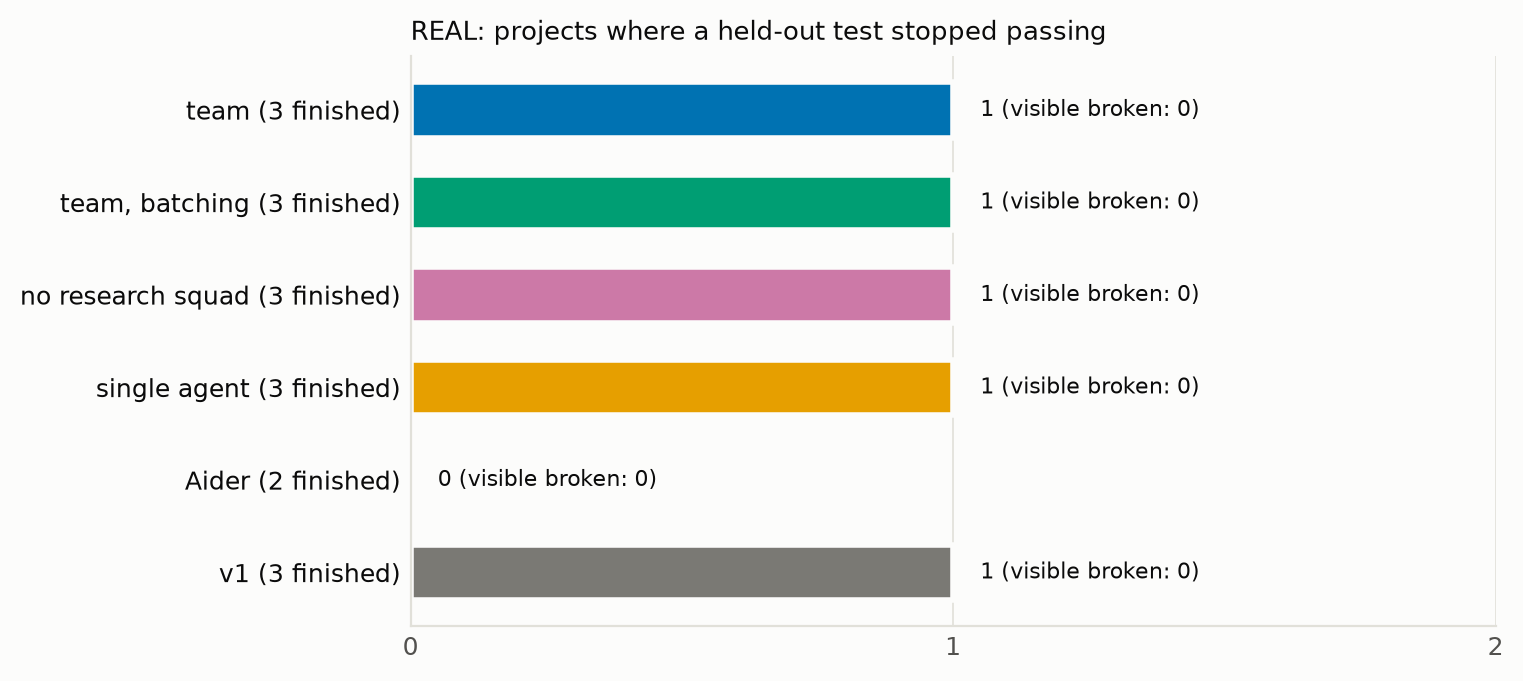 REAL: projects where a held-out test stopped passing
team (3 finished) 1 (visible broken: 0)
team, batching (3 finished) 1 (visible broken: 0)
no research squad (3 finished) 1 (visible broken: 0)
single agent (3 finished) 1 (visible broken: 0)
Aider (2 finished) 0 (visible broken: 0)
v1 (3 finished) 1 (visible broken: 0)
0 1 2